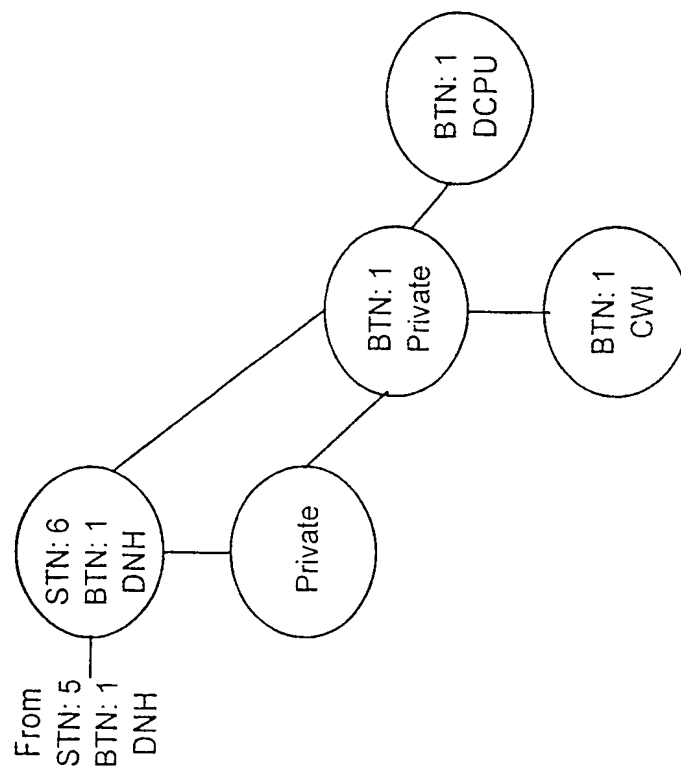 From
STN: 5
BTN: 1
DNH
STN: 6
BTN: 1
DNH
Private
BTN: 1
Private
BTN: 1
DCPU
BTN: 1
CWI